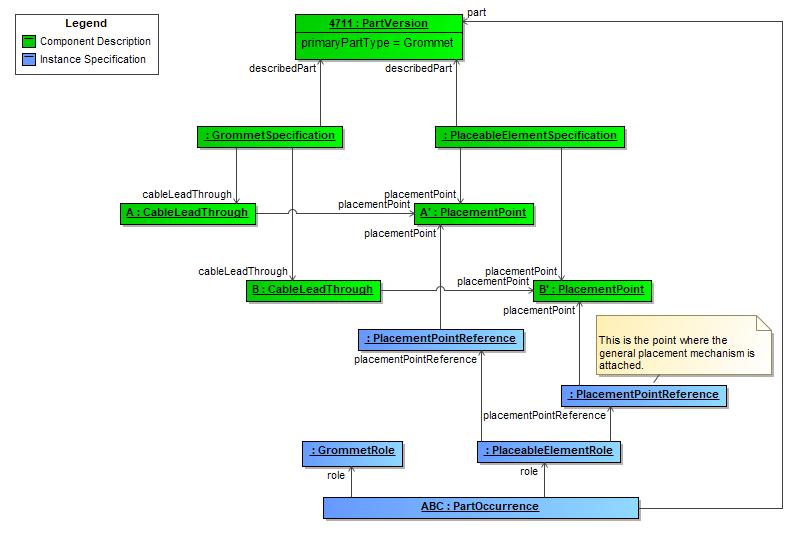 Legend
Component Description
Instance Specification
part
4711 : PartVersion
primaryPartType = Grommet
describedPart
describedPart
: GrommetSpecification
: PlaceableElementSpecification
cableLeadThrough
placementPoint
placementPoint
A : CableLeadThrough
A' : PlacementPoint
placementPoint
cableLeadThrough
placementPoint
placementPoint
B : CableLeadThrough
B' : PlacementPoint
placementPoint
: PlacementPointReference
This is the point where the
general placement mechanism is
attached.
placementPointReference
: PlacementPointReference
placementPointReference
: GrommetRole
: PlaceableElementRole
role
role
ABC : PartOccurrence